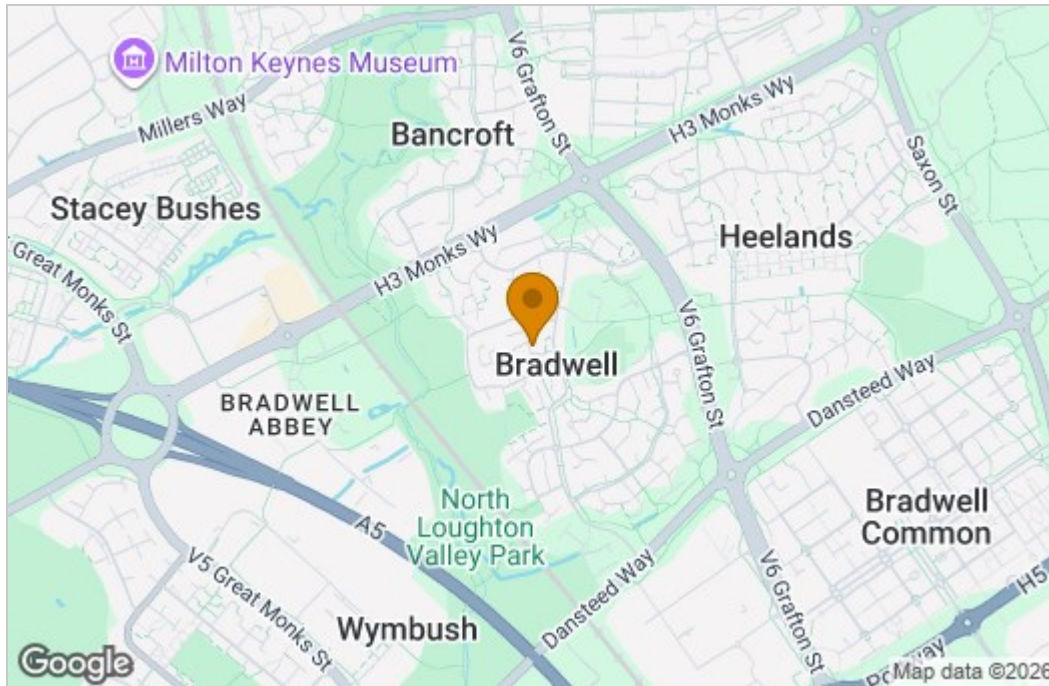 Milton Keynes Museum
Millers Way
V6 Grafton St
H3 Monks Wy
Bancroft
Saxon St
Stacey Bushes
Heelands
Great Monks St
H3 Monks Wy
V6 Grafton St
Bradwell
Dansteed Way
BRADWELL
ABBEY
North
Loughton
Valley Park
A5
Bradwell
Common
V5 Great Monks St
Dansteed Way
V6 Grafton St
H5
Wymbush
Google
Map data ©2026